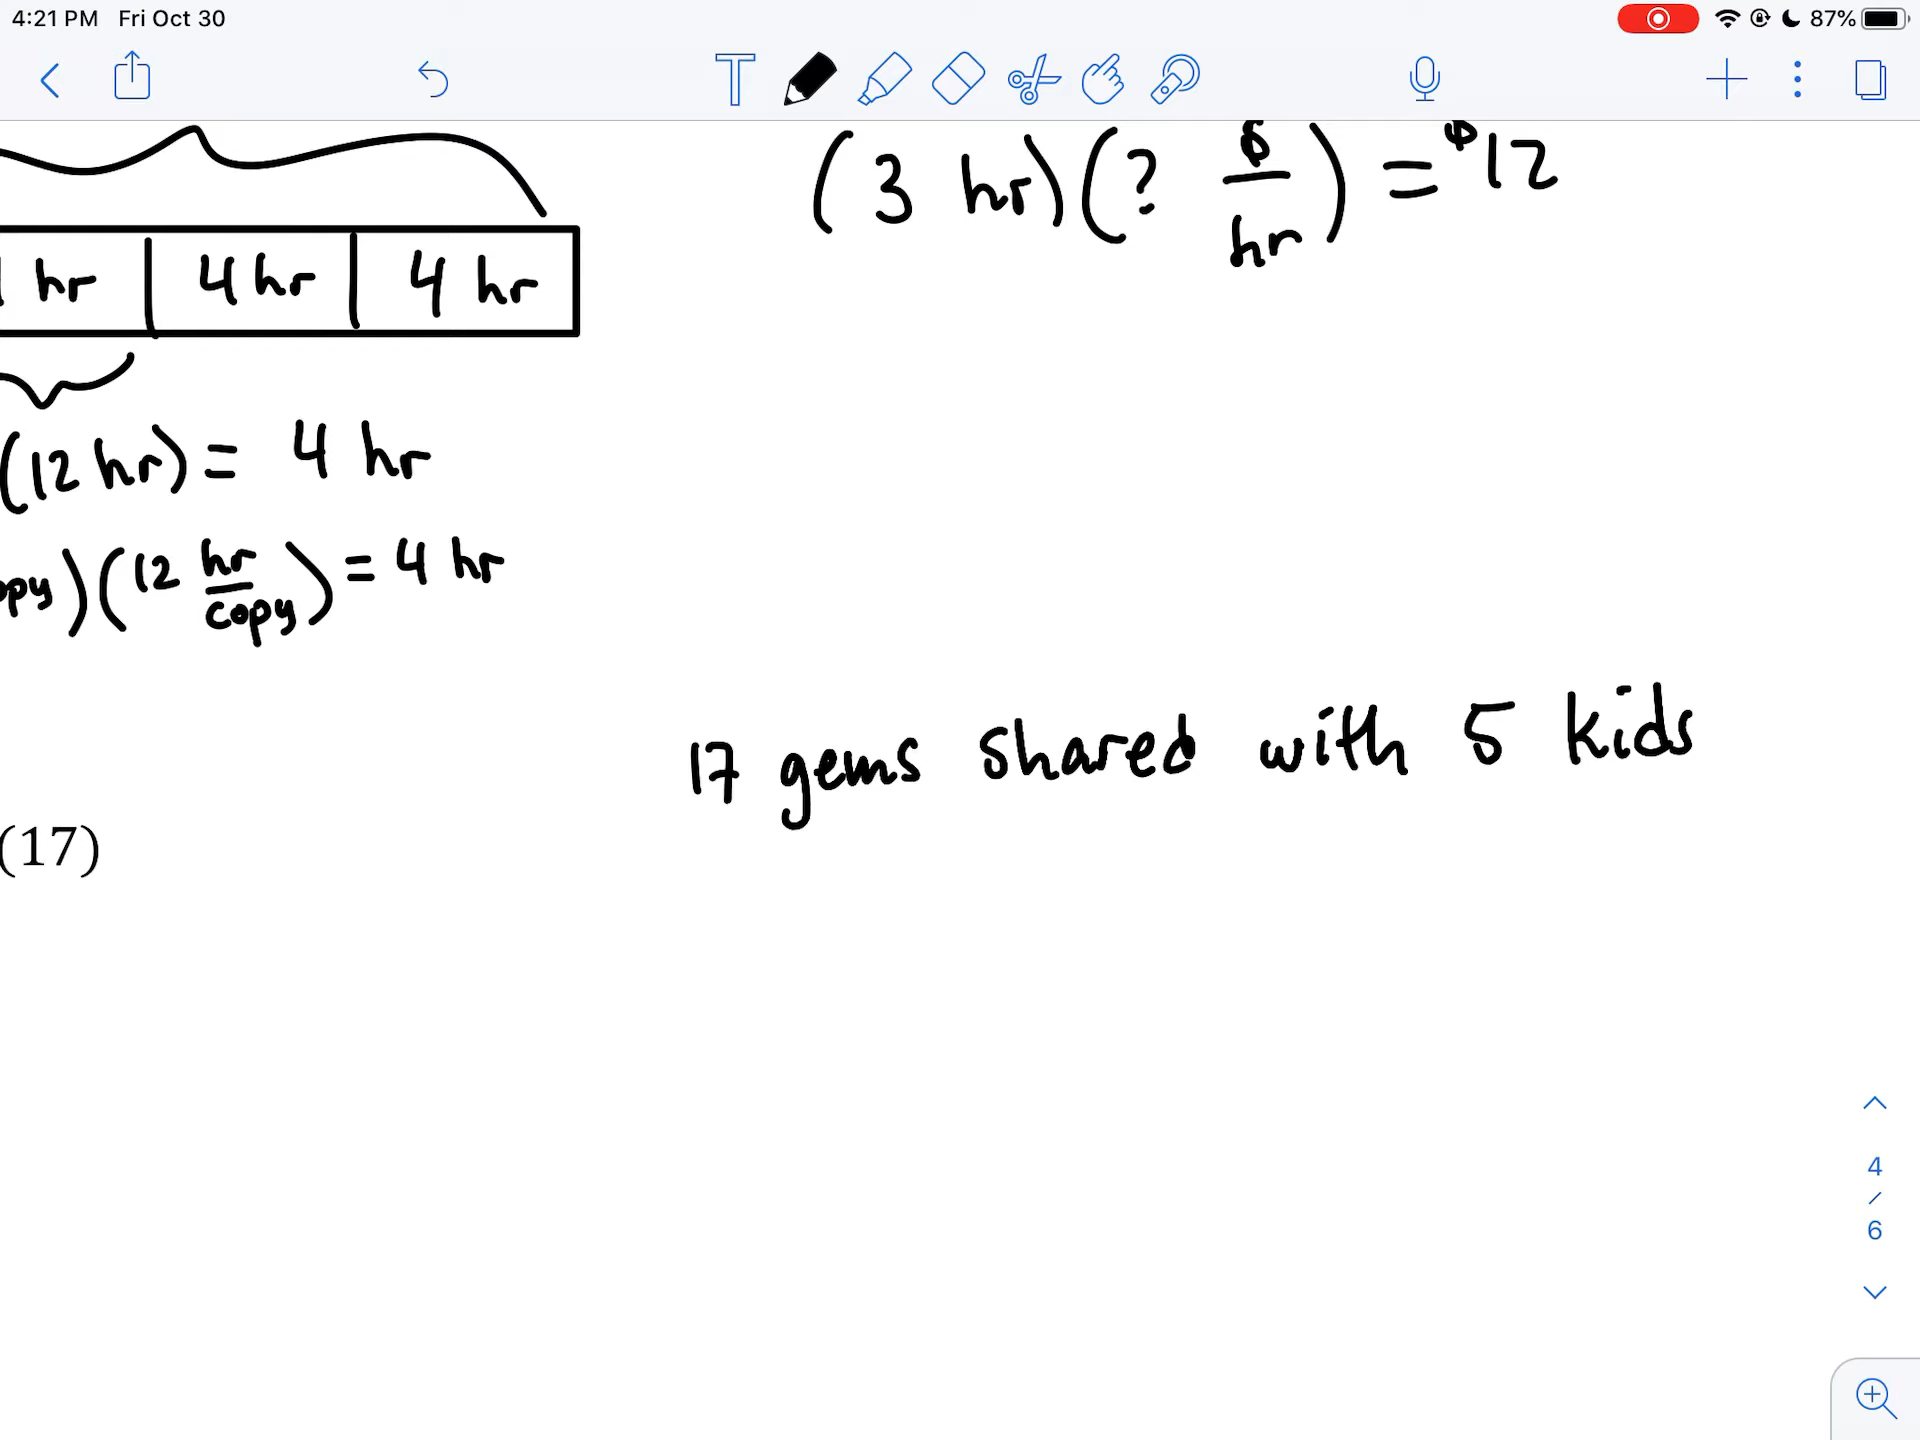 4:21 PM Fri Oct 30
87%
T
(3 hr)(? $/hr) = $12
hr | 4 hr | 4 hr
(12 hr) = 4 hr
opy)(12 hr/copy) = 4 hr
17 gems shared with 5 kids
(17)
4
/
6